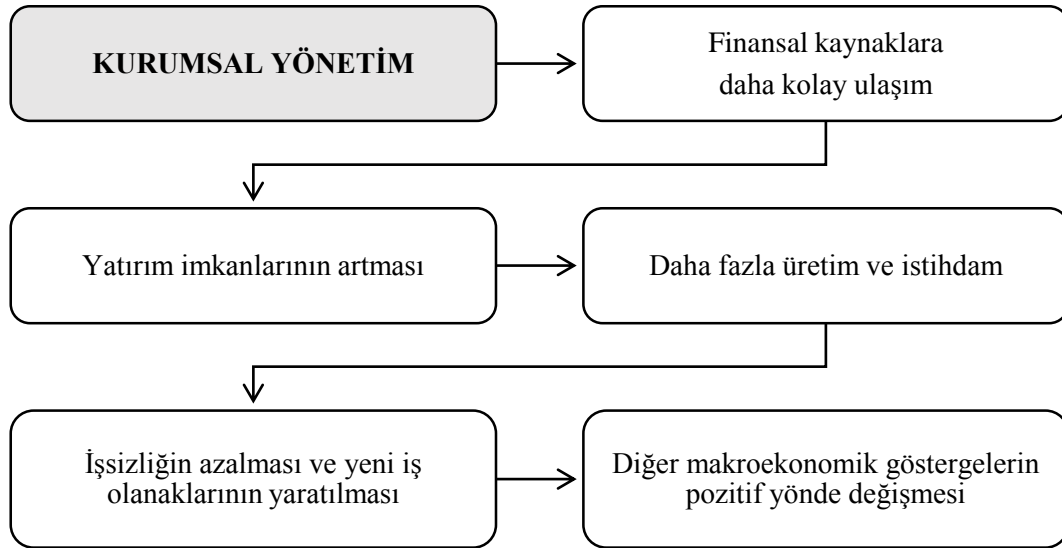 KURUMSAL YÖNETİM
Finansal kaynaklara
daha kolay ulaşım
Yatırım imkanlarının artması
Daha fazla üretim ve istihdam
İşsizliğin azalması ve yeni iş
olanaklarının yaratılması
Diğer makroekonomik göstergelerin
pozitif yönde değişmesi